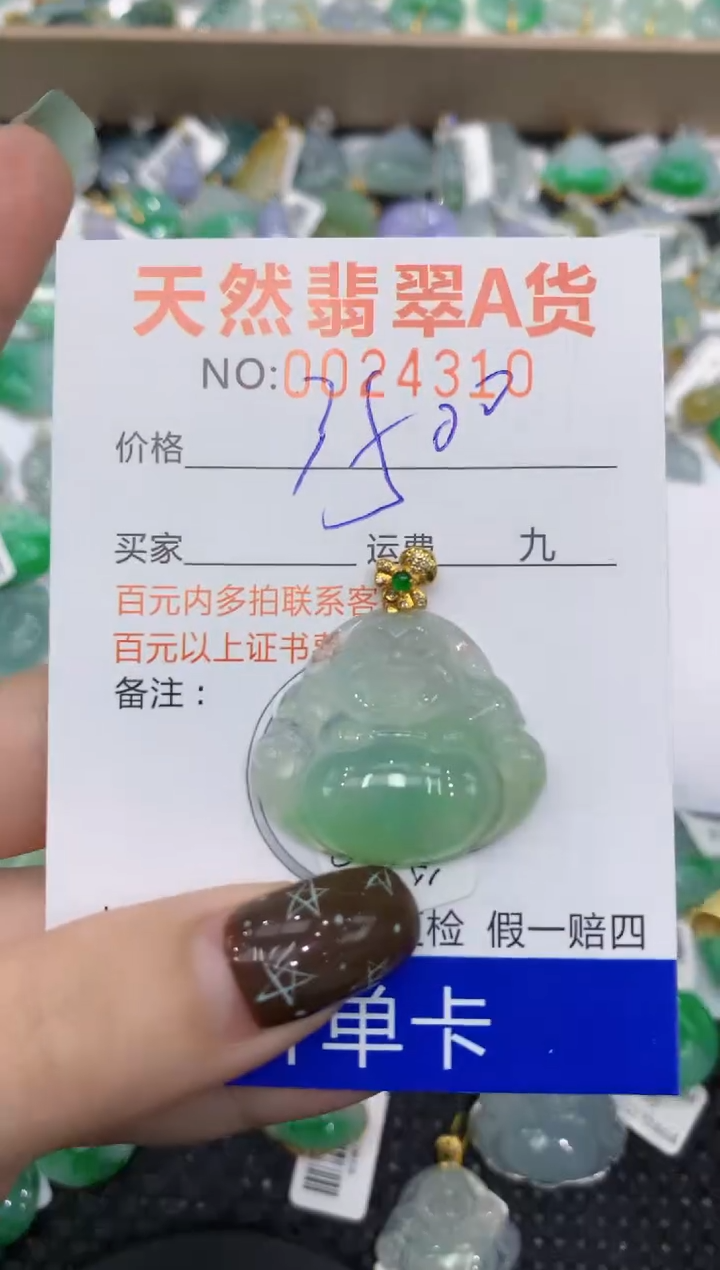 天然翡翠A货
NO:0024310
价格
买家 运费 九
百元内多拍联系客
百元以上证书
备注：
检 假一赔四
单卡